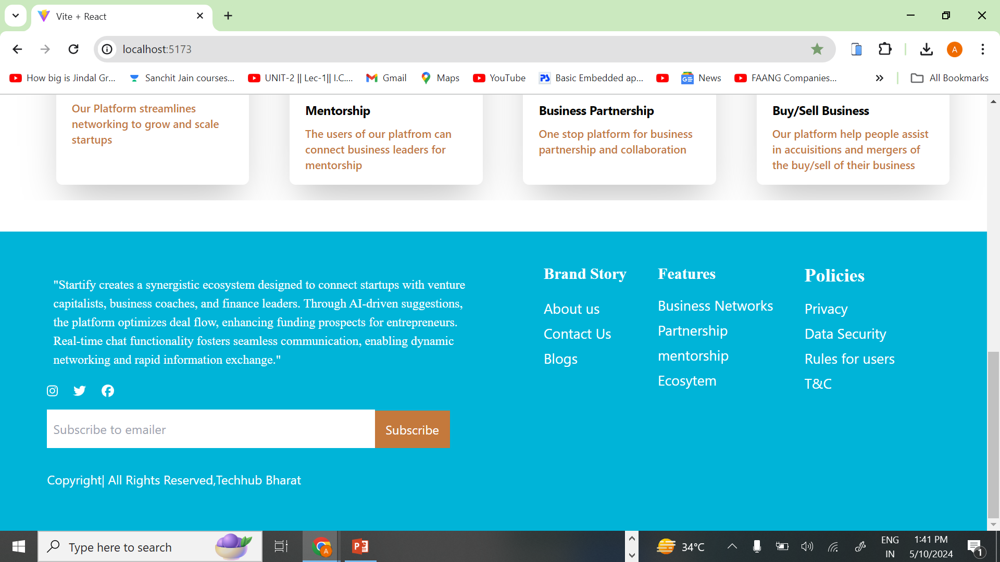 Vite + React
localhost:5173
A
How big is Jindal Gr...
Sanchit Jain courses...
UNIT-2 || Lec-1|| I.C....
Gmail
Maps
YouTube
PS
Basic Embedded ap...
GE
News
FAANG Companies...
All Bookmarks
Our Platform streamlines
networking to grow and scale
startups
Mentorship
The users of our platfrom can
connect business leaders for
mentorship
Business Partnership
One stop platform for business
partnership and collaboration
Buy/Sell Business
Our platform help people assist
in accuisitions and mergers of
the buy/sell of their business
"Startify creates a synergistic ecosystem designed to connect startups with venture
capitalists, business coaches, and finance leaders. Through AI-driven suggestions,
the platform optimizes deal flow, enhancing funding prospects for entrepreneurs.
Real-time chat functionality fosters seamless communication, enabling dynamic
networking and rapid information exchange."
Subscribe to emailer
Subscribe
Copyright| All Rights Reserved,Techhub Bharat
Brand Story
About us
Contact Us
Blogs
Features
Business Networks
Partnership
mentorship
Ecosytem
Policies
Privacy
Data Security
Rules for users
T&C
Type here to search
A
P
34°C
ENG
IN
1:41 PM
5/10/2024
1